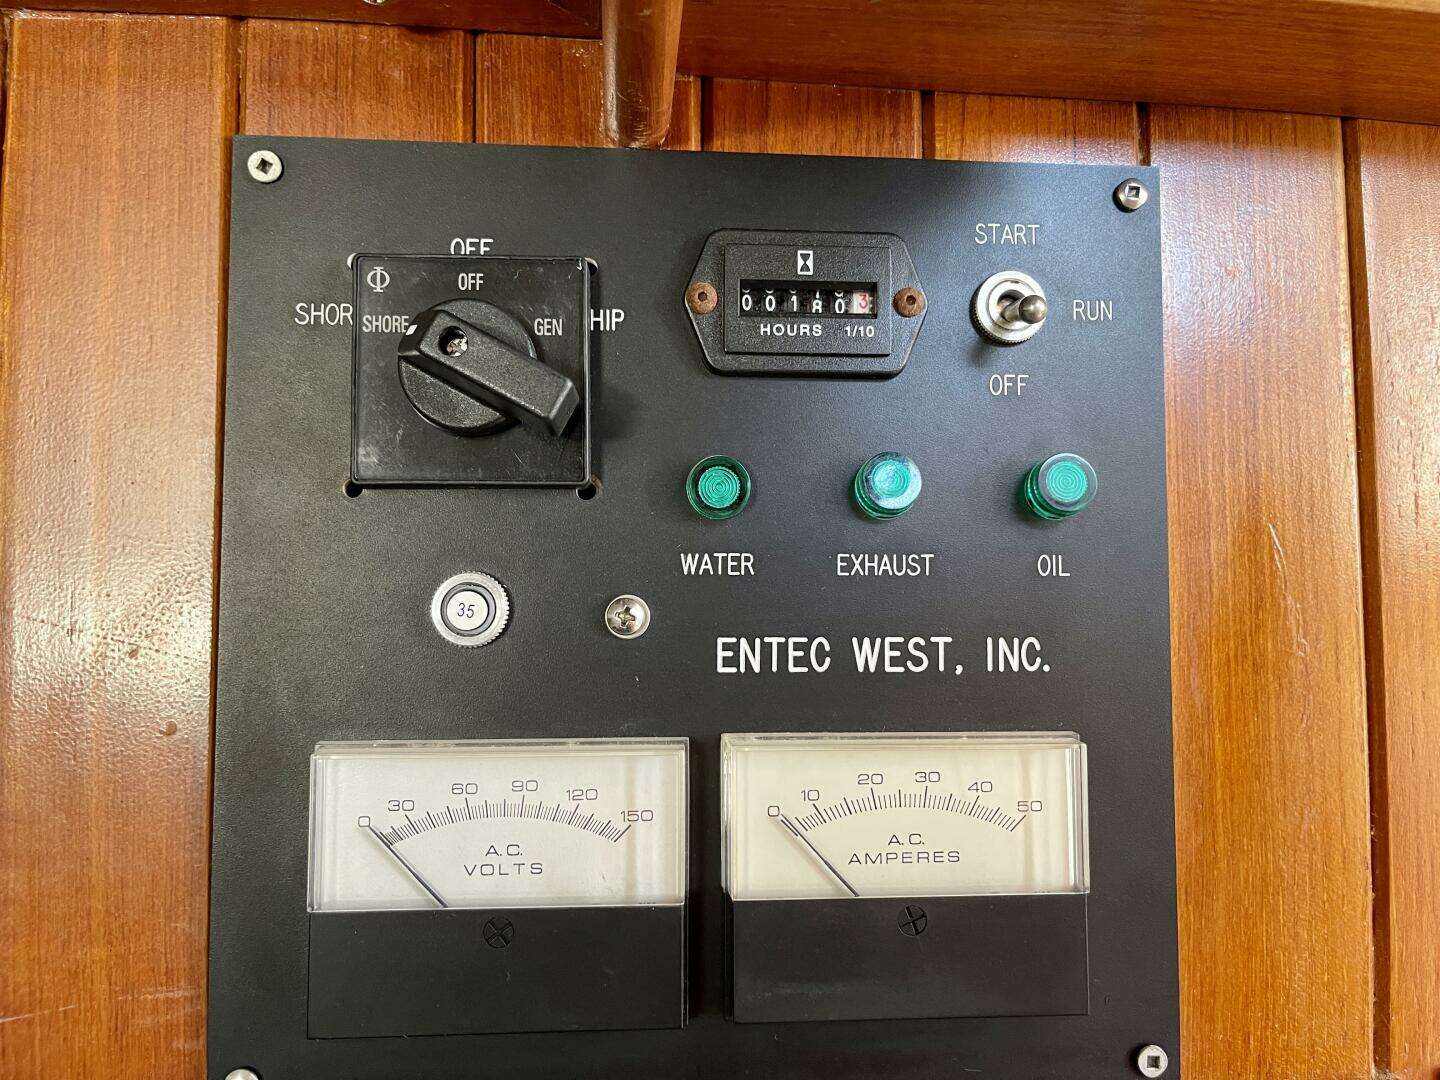 OFF
Φ
OFF
SHOR
SHORE
GEN
HIP
001803
HOURS 1/10
START
RUN
OFF
WATER
EXHAUST
OIL
35
ENTEC WEST, INC.
0 30 60 90 120 150
A.C.
VOLTS
0 10 20 30 40 50
A.C.
AMPERES